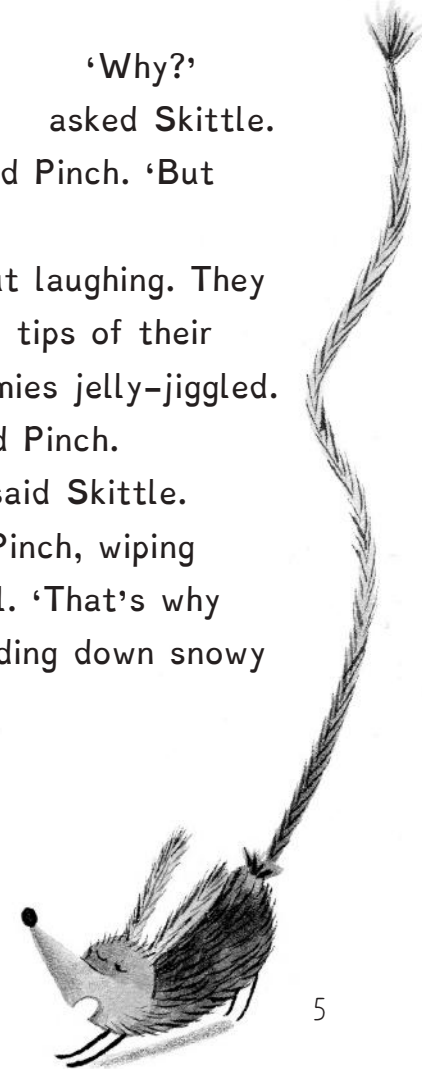 ‘Why?’
asked Skittle.
d Pinch. ‘But
t laughing. They
tips of their
mies jelly–jiggled.
d Pinch.
said Skittle.
Pinch, wiping
l. ‘That’s why
ding down snowy
5